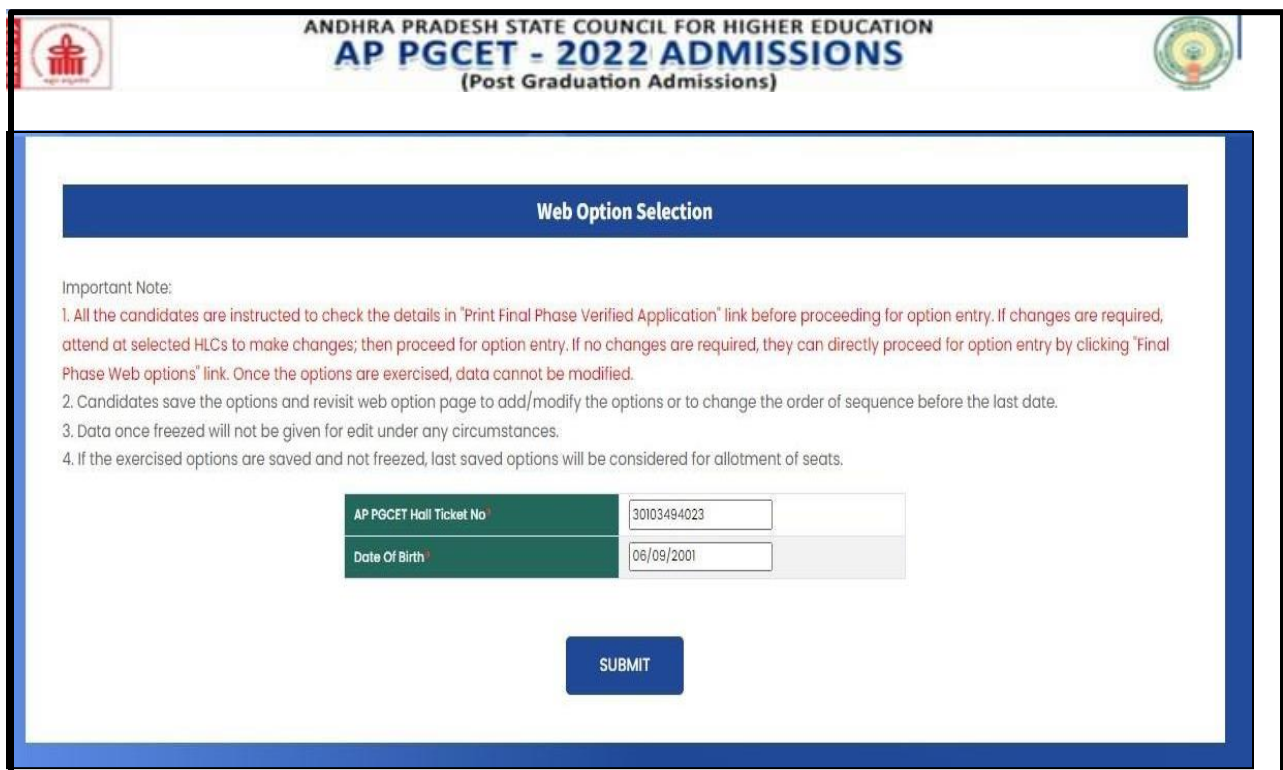 ANDHRA PRADESH STATE COUNCIL FOR HIGHER EDUCATION
AP PGCET - 2022 ADMISSIONS
(Post Graduation Admissions)
Web Option Selection
Important Note:
1. All the candidates are instructed to check the details in "Print Final Phase Verified Application" link before proceeding for option entry. If changes are required,
attend at selected HLCs to make changes; then proceed for option entry. If no changes are required, they can directly proceed for option entry by clicking "Final
Phase Web options" link. Once the options are exercised, data cannot be modified.
2. Candidates save the options and revisit web option page to add/modify the options or to change the order of sequence before the last date.
3. Data once freezed will not be given for edit under any circumstances.
4. If the exercised options are saved and not freezed, last saved options will be considered for allotment of seats.
AP PGCET Hall Ticket No* 30103494023
Date Of Birth* 06/09/2001
SUBMIT